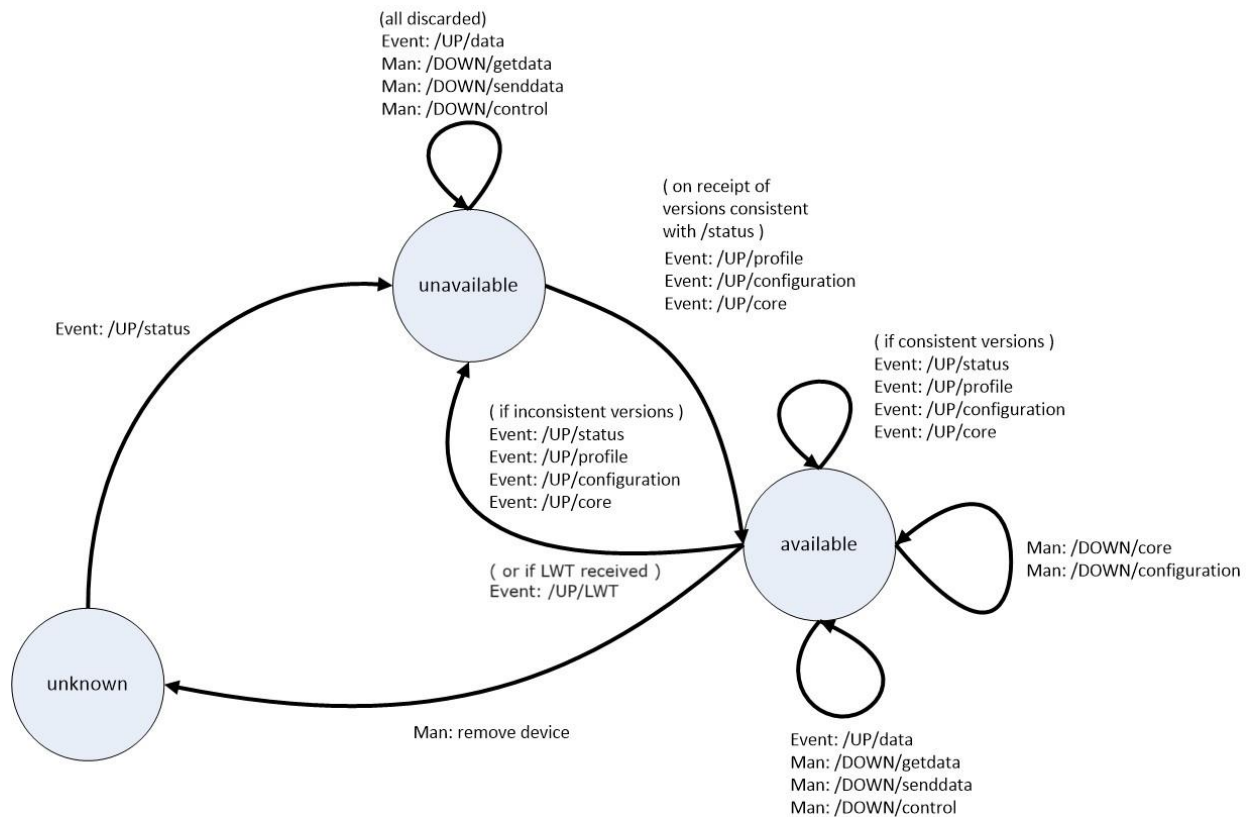 (all discarded)
Event: /UP/data
Man: /DOWN/getdata
Man: /DOWN/senddata
Man: /DOWN/control
( on receipt of
versions consistent
with /status )
Event: /UP/profile
Event: /UP/configuration
Event: /UP/core
unavailable
Event: /UP/status
( if consistent versions )
Event: /UP/status
Event: /UP/profile
Event: /UP/configuration
Event: /UP/core
( if inconsistent versions )
Event: /UP/status
Event: /UP/profile
Event: /UP/configuration
Event: /UP/core
available
Man: /DOWN/core
Man: /DOWN/configuration
( or if LWT received )
Event: /UP/LWT
unknown
Man: remove device
Event: /UP/data
Man: /DOWN/getdata
Man: /DOWN/senddata
Man: /DOWN/control